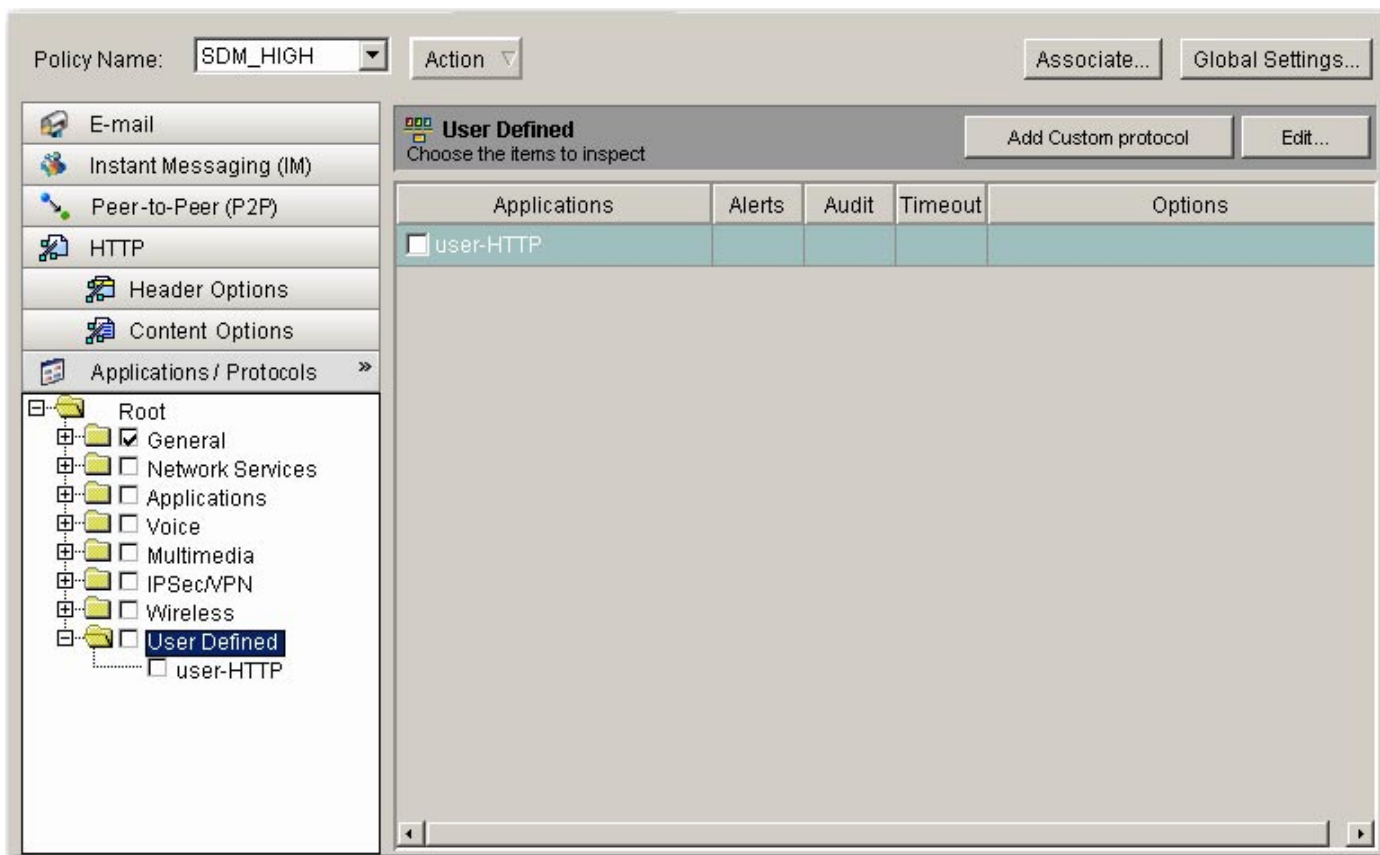 Policy Name: SDM_HIGH Action Associate... Global Settings...
E-mail
Instant Messaging (IM)
Peer-to-Peer (P2P)
HTTP
Header Options
Content Options
Applications / Protocols »
Root
General
Network Services
Applications
Voice
Multimedia
IPSec/VPN
Wireless
User Defined
user-HTTP
User Defined
Choose the items to inspect
Add Custom protocol Edit...
Applications Alerts Audit Timeout Options
user-HTTP